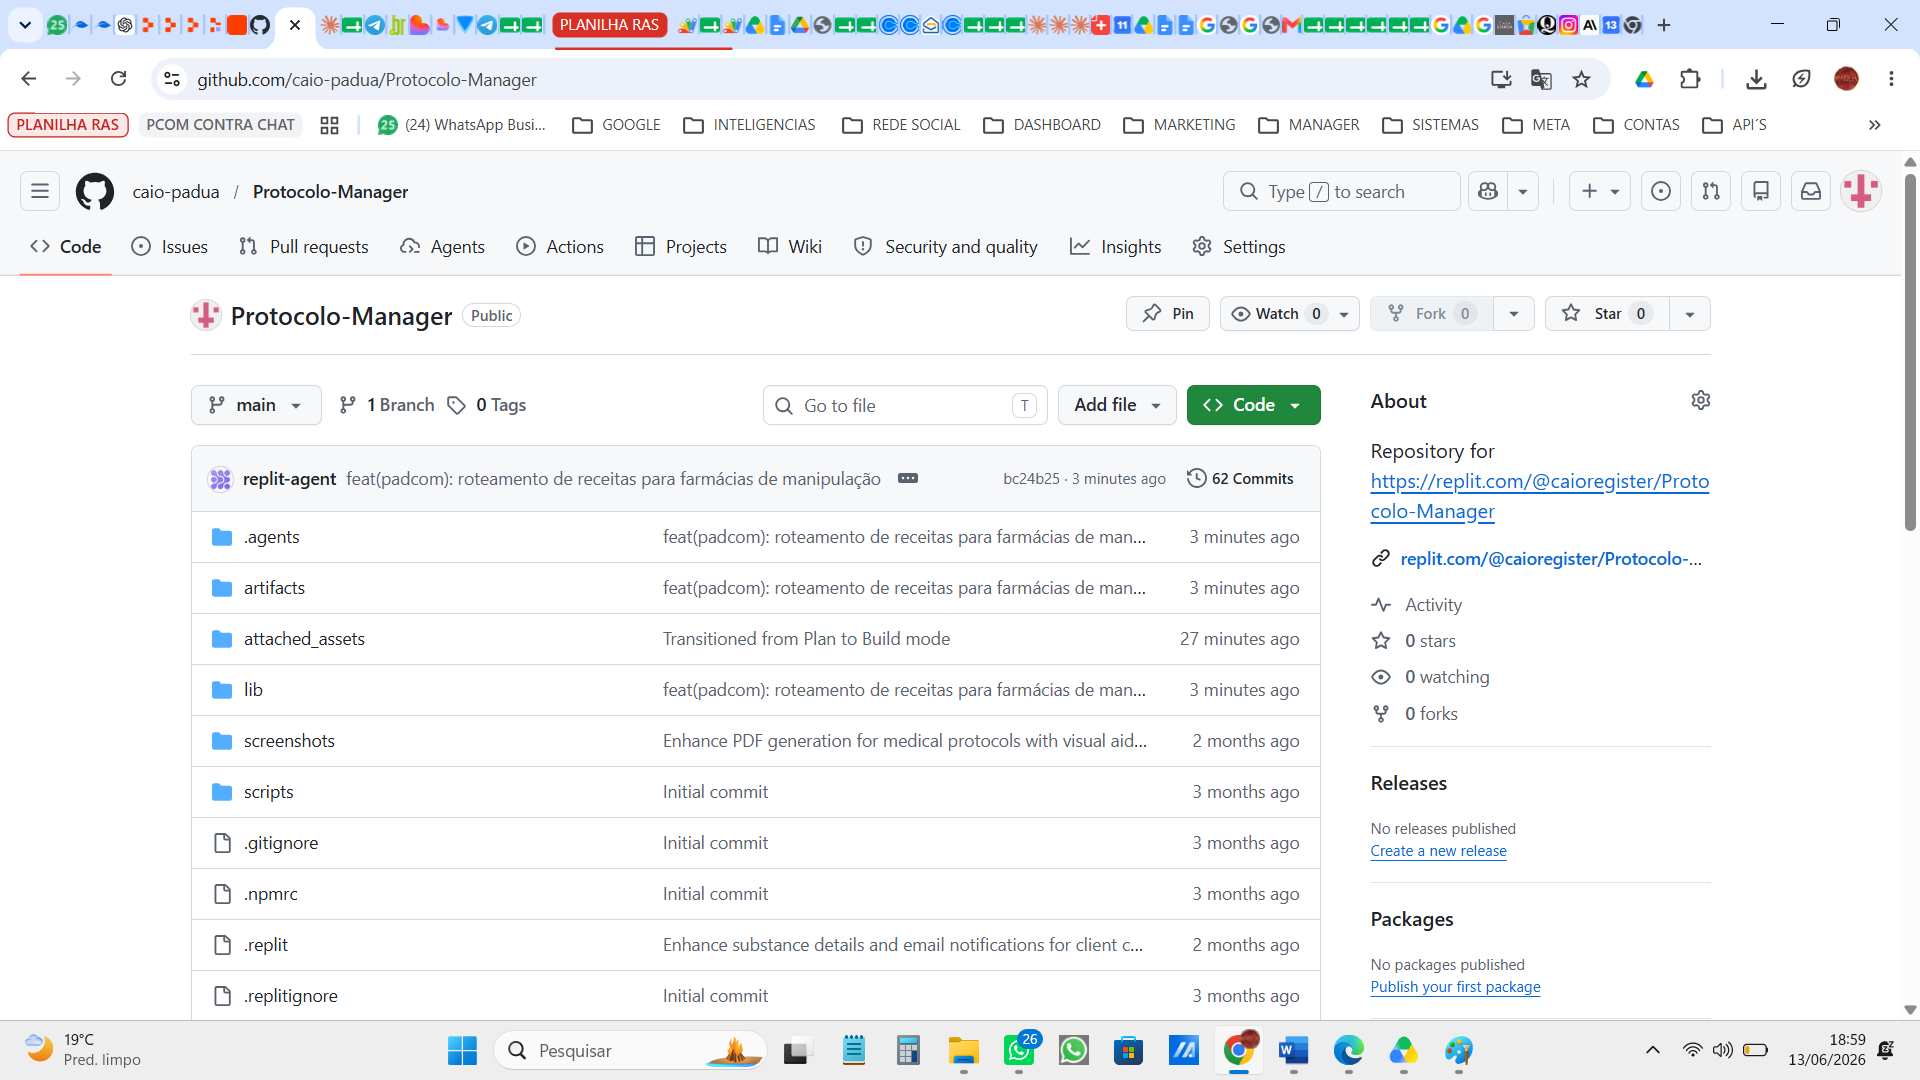 25
PLANILHA RAS
11
13
github.com/caio-padua/Protocolo-Manager
PLANILHA RAS
PCOM CONTRA CHAT
25
(24) WhatsApp Busi...
GOOGLE
INTELIGENCIAS
REDE SOCIAL
DASHBOARD
MARKETING
MANAGER
SISTEMAS
META
CONTAS
API´S
»
caio-padua / Protocolo-Manager
Type / to search
Code
Issues
Pull requests
Agents
Actions
Projects
Wiki
Security and quality
Insights
Settings
Protocolo-Manager
Public
Pin
Watch 0
Fork 0
Star 0
main
1 Branch
0 Tags
Go to file
T
Add file
Code
replit-agent feat(padcom): roteamento de receitas para farmácias de manipulação
bc24b25 · 3 minutes ago
62 Commits
.agents feat(padcom): roteamento de receitas para farmácias de man... 3 minutes ago
artifacts feat(padcom): roteamento de receitas para farmácias de man... 3 minutes ago
attached_assets Transitioned from Plan to Build mode 27 minutes ago
lib feat(padcom): roteamento de receitas para farmácias de man... 3 minutes ago
screenshots Enhance PDF generation for medical protocols with visual aid... 2 months ago
scripts Initial commit 3 months ago
.gitignore Initial commit 3 months ago
.npmrc Initial commit 3 months ago
.replit Enhance substance details and email notifications for client c... 2 months ago
.replitignore Initial commit 3 months ago
About
Repository for
https://replit.com/@caioregister/Proto
colo-Manager
replit.com/@caioregister/Protocolo-...
Activity
0 stars
0 watching
0 forks
Releases
No releases published
Create a new release
Packages
No packages published
Publish your first package
19°C
Pred. limpo
Pesquisar
26
18:59
13/06/2026